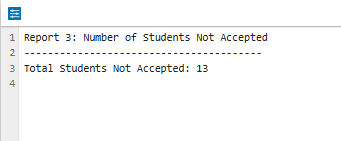 1 Report 3: Number of Students Not Accepted
2 ----------------------------------------
3 Total Students Not Accepted: 13
4